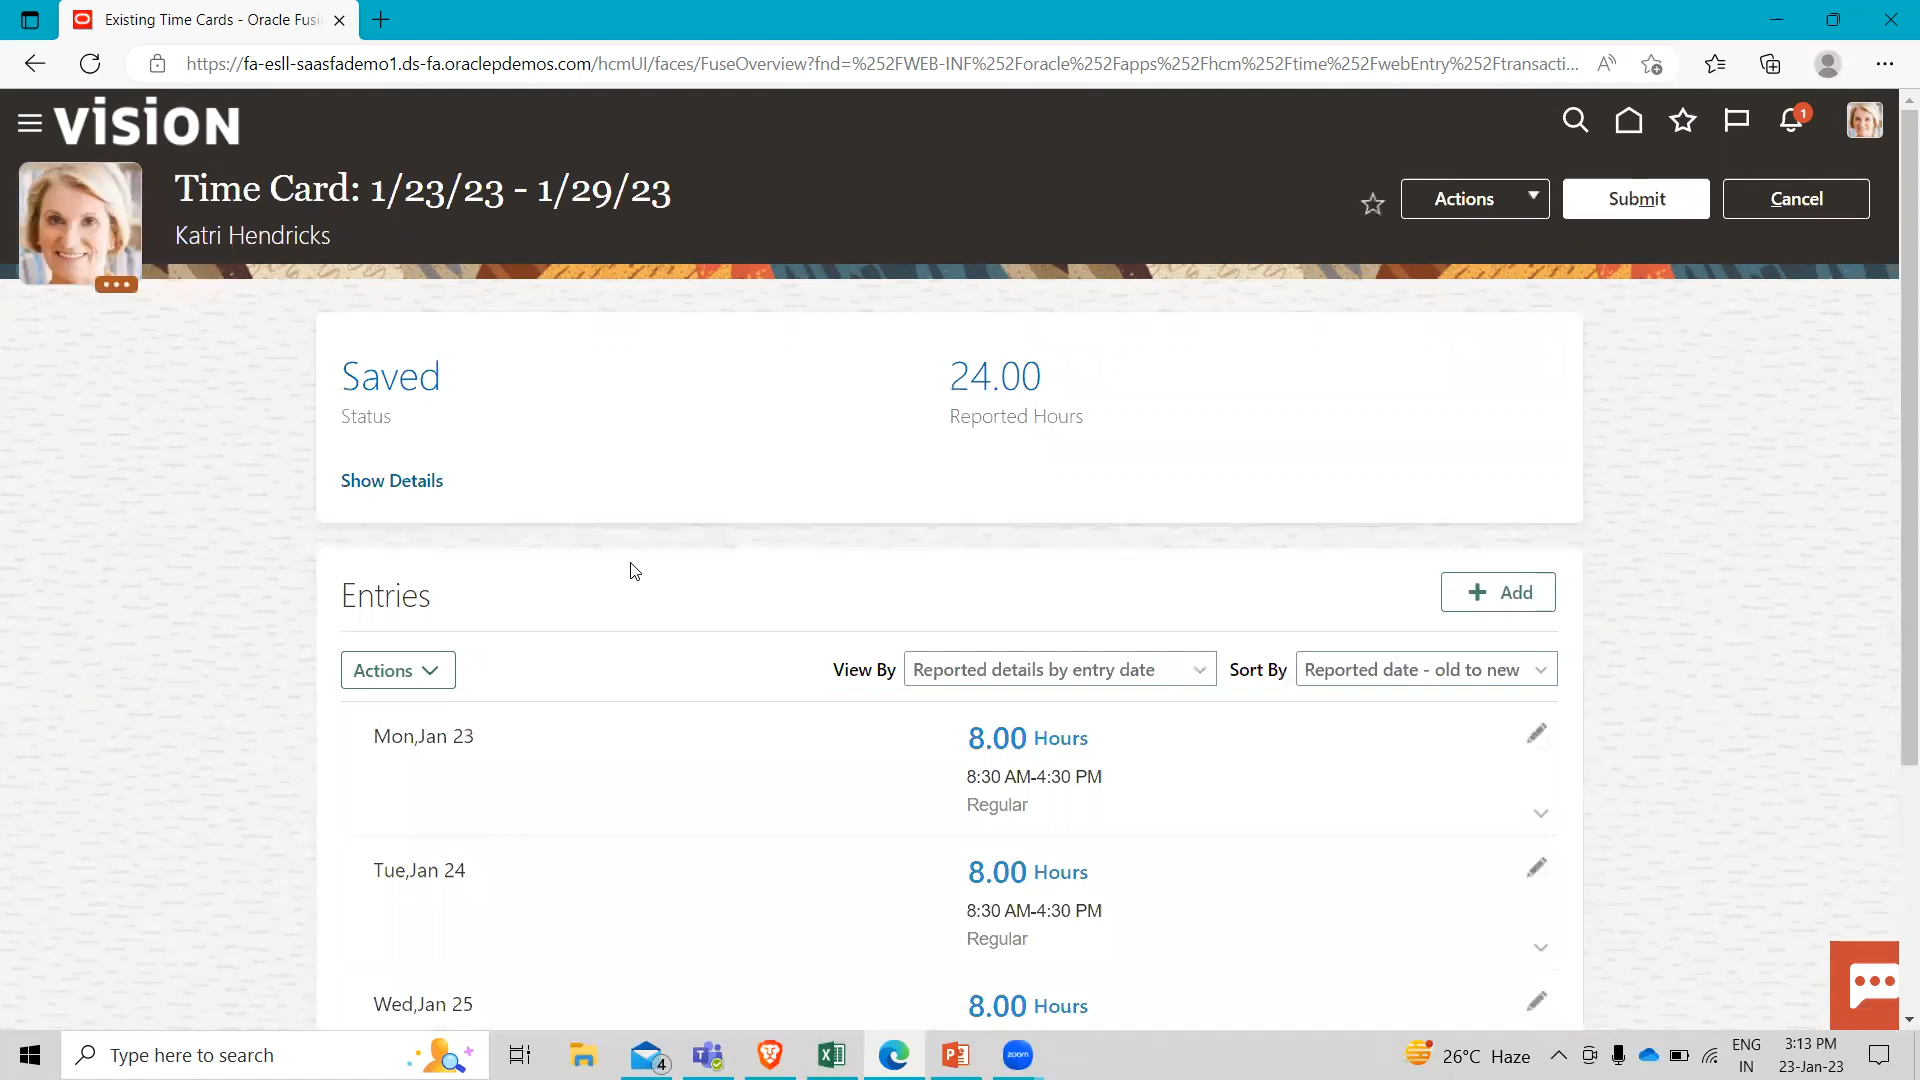 Existing Time Cards - Oracle Fusi
https://fa-esll-saasfademo1.ds-fa.oraclepdemos.com/hcmUI/faces/FuseOverview?fnd=%252FWEB-INF%252Foracle%252Fapps%252Fhcm%252Ftime%252FwebEntry%252Ftransacti...
vision
1
Time Card: 1/23/23 - 1/29/23
Katri Hendricks
Actions
Submit
Cancel
Saved
Status
24.00
Reported Hours
Show Details
Entries
Add
Actions
View By
Reported details by entry date
Sort By
Reported date - old to new
Mon,Jan 23
8.00 Hours
8:30 AM-4:30 PM
Regular
Tue,Jan 24
8.00 Hours
8:30 AM-4:30 PM
Regular
Wed,Jan 25
8.00 Hours
Type here to search
4
zoom
26°C Haze
ENG
IN
3:13 PM
23-Jan-23